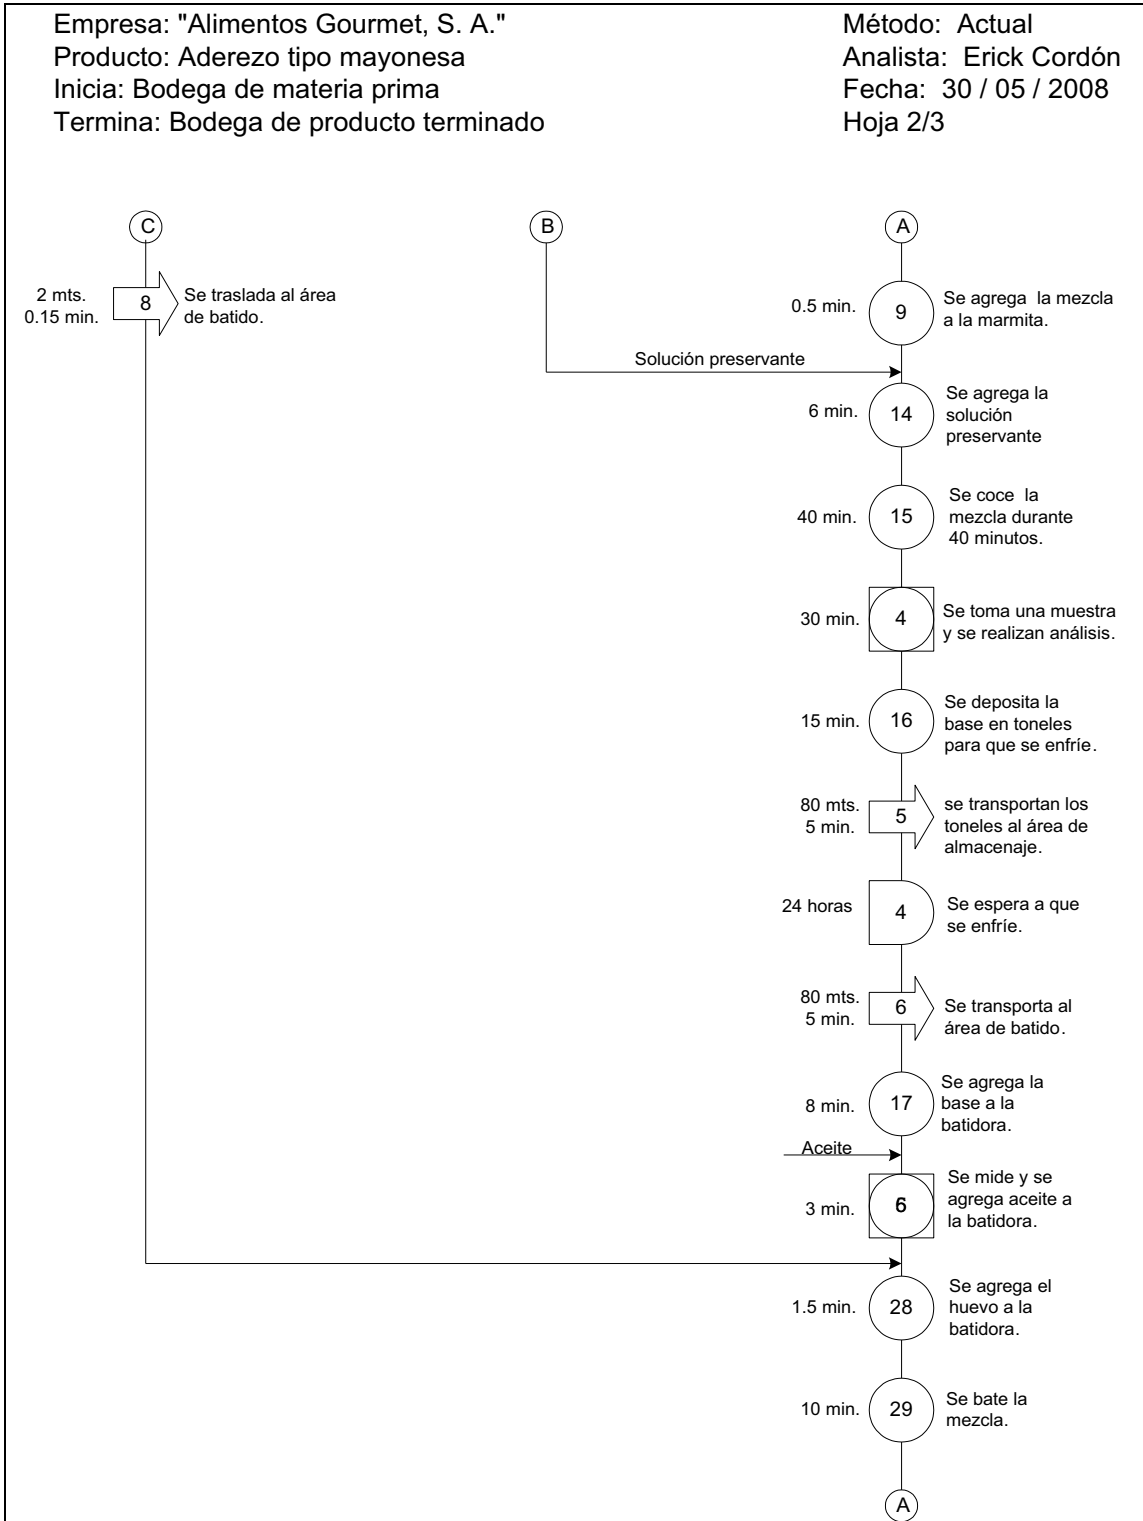 Empresa: "Alimentos Gourmet, S. A."
Producto: Aderezo tipo mayonesa
Inicia: Bodega de materia prima
Termina: Bodega de producto terminado
Método: Actual
Analista: Erick Cordón
Fecha: 30 / 05 / 2008
Hoja 2/3
C
B
A
2 mts.
0.15 min.
8
Se traslada al área
de batido.
0.5 min.
9
Se agrega la mezcla
a la marmita.
Solución preservante
6 min.
14
Se agrega la
solución
preservante
40 min.
15
Se coce la
mezcla durante
40 minutos.
30 min.
4
Se toma una muestra
y se realizan análisis.
15 min.
16
Se deposita la
base en toneles
para que se enfríe.
80 mts.
5 min.
5
se transportan los
toneles al área de
almacenaje.
24 horas
4
Se espera a que
se enfríe.
80 mts.
5 min.
6
Se transporta al
área de batido.
8 min.
17
Se agrega la
base a la
batidora.
Aceite
3 min.
6
Se mide y se
agrega aceite a
la batidora.
1.5 min.
28
Se agrega el
huevo a la
batidora.
10 min.
29
Se bate la
mezcla.
A